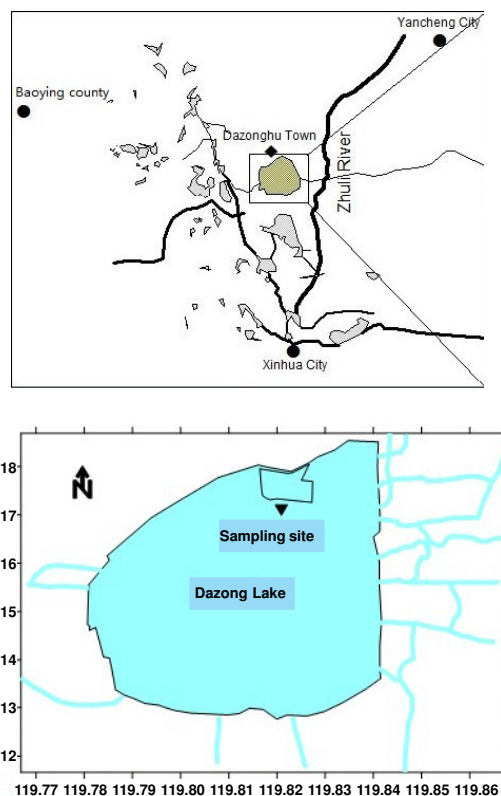 Yancheng City
Baoying county
Dazonghu Town
Zhuli River
Xinhua City
18
N
17
Sampling site
16
Dazong Lake
15
14
13
12
119.77 119.78 119.79 119.80 119.81 119.82 119.83 119.84 119.85 119.86